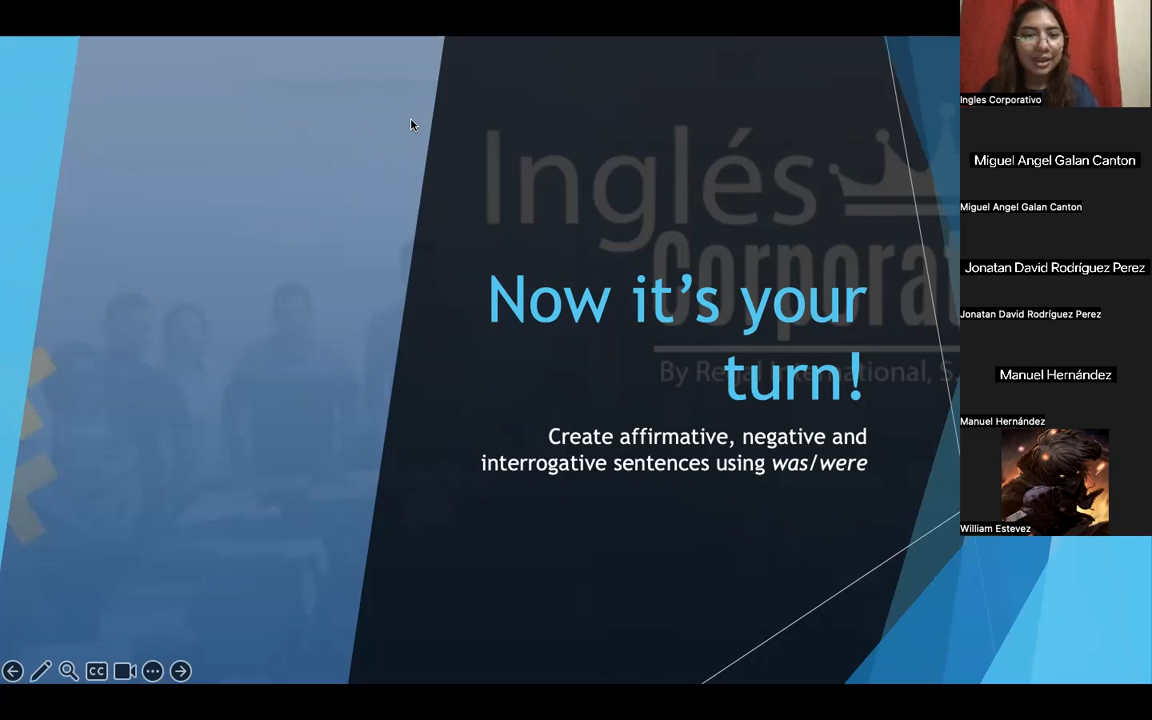 Inglés
Corporat
By Re
national, S.
Now it's your
turn!
Create affirmative, negative and
interrogative sentences using was/were
CC
Ingles Corporativo
Miguel Angel Galan Canton
Miguel Angel Galan Canton
Jonatan David Rodríguez Perez
Jonatan David Rodríguez Perez
Manuel Hernández
Manuel Hernández
William Estevez